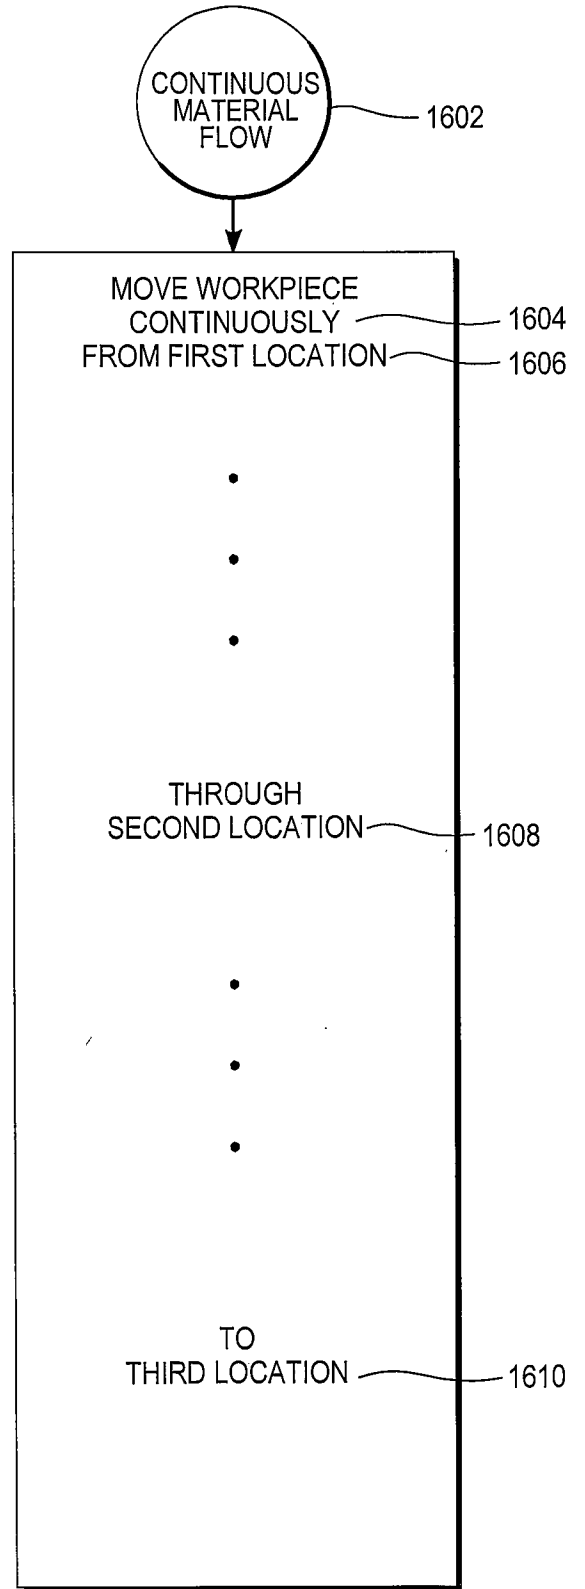 CONTINUOUS
MATERIAL
FLOW
1602
MOVE WORKPIECE
CONTINUOUSLY
1604
FROM FIRST LOCATION
1606
THROUGH
SECOND LOCATION
1608
TO
THIRD LOCATION
1610